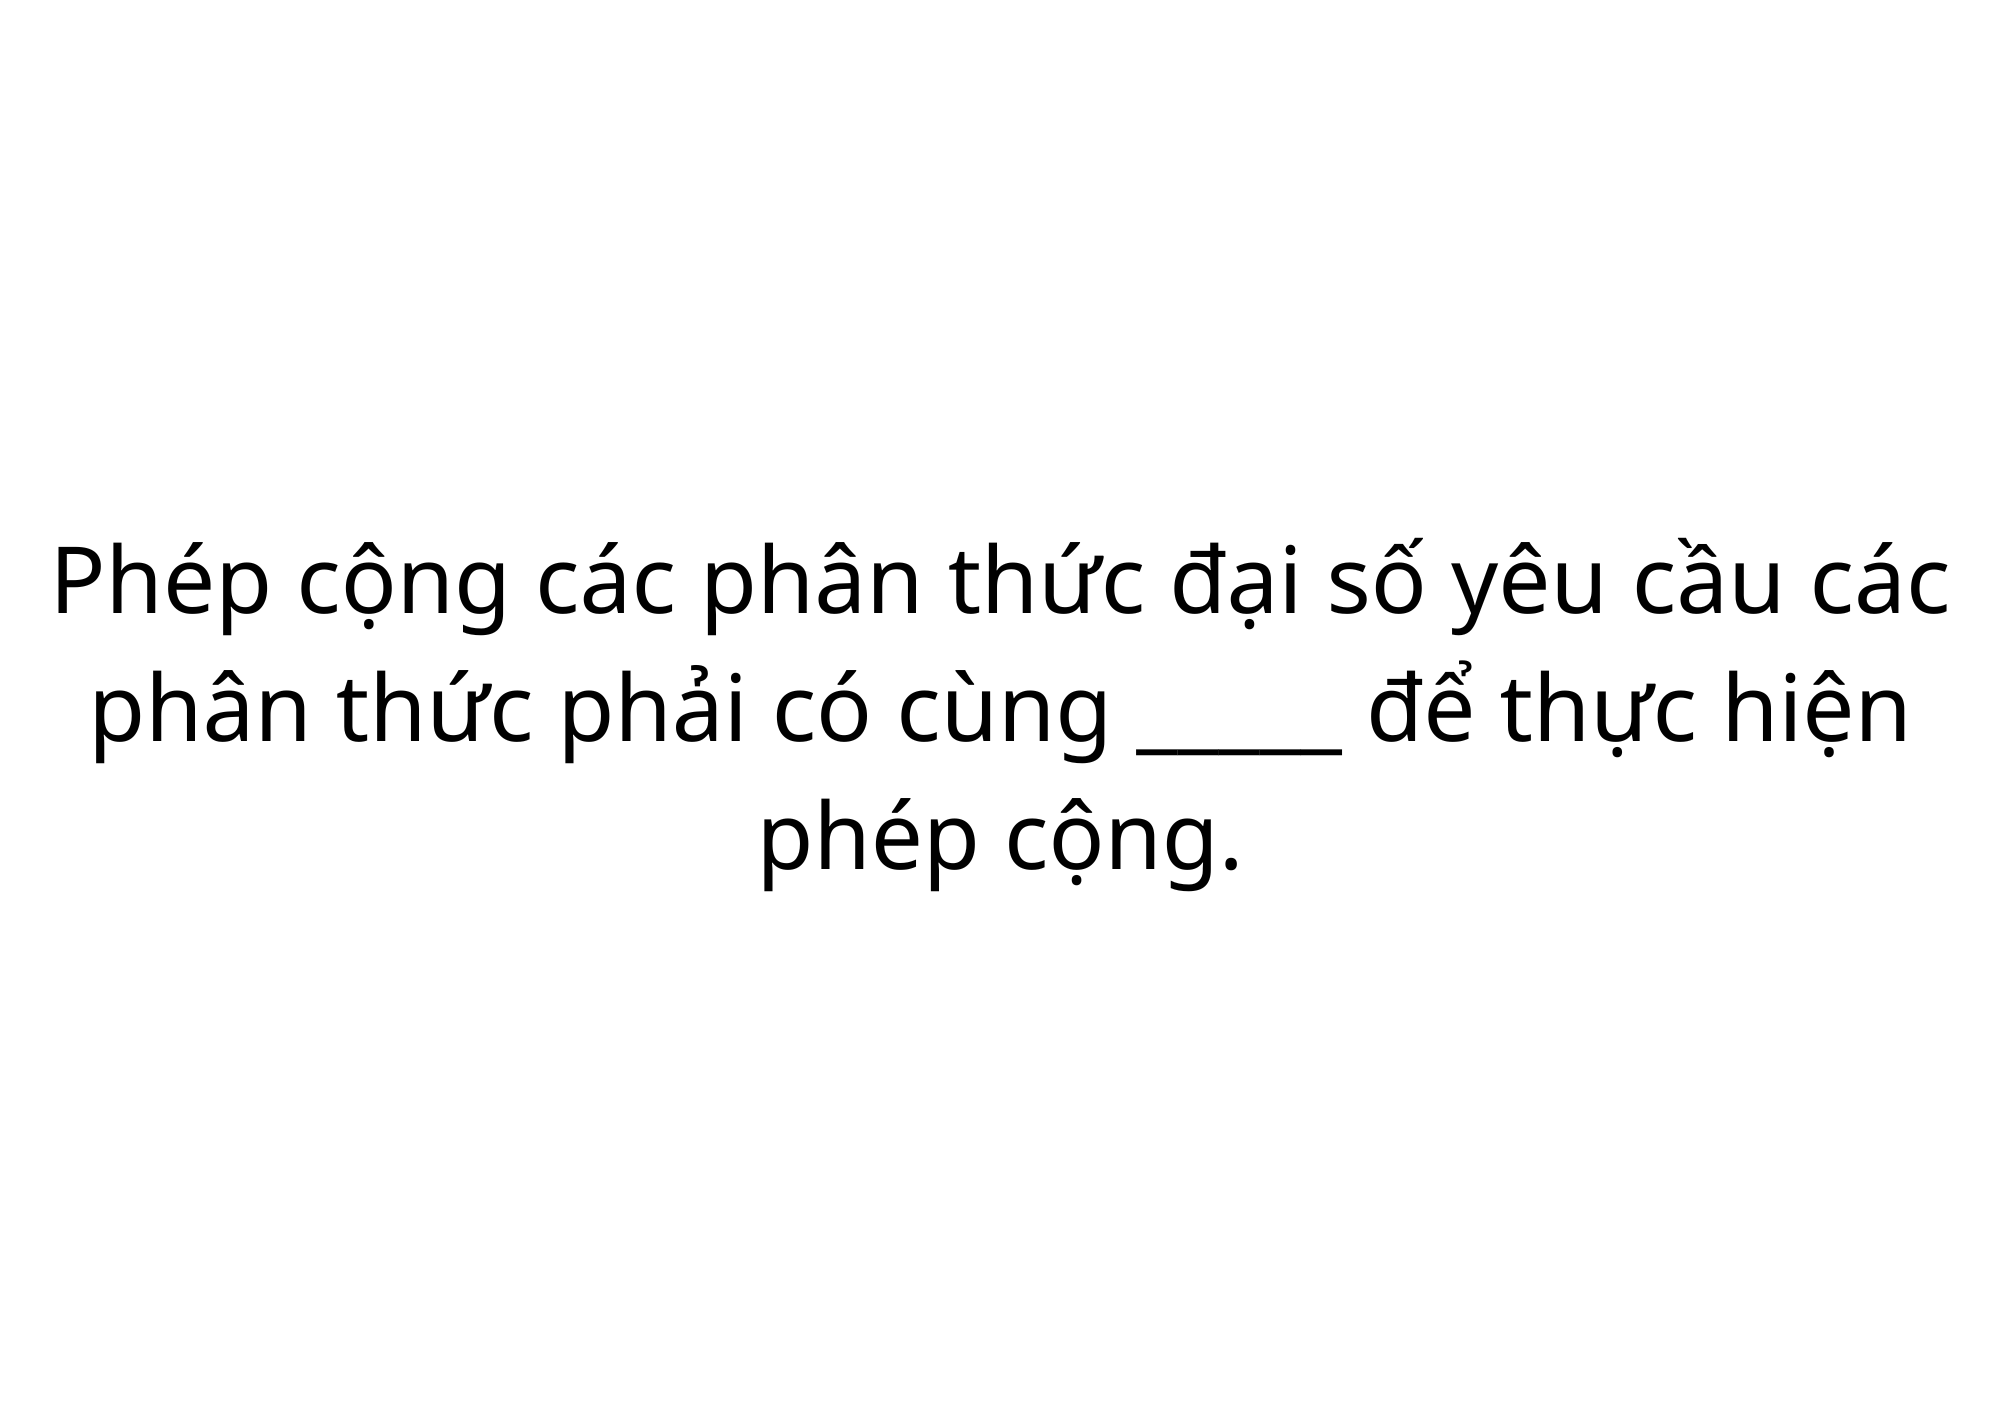 Phép cộng các phân thức đại số yêu cầu các
phân thức phải có cùng _____ để thực hiện
phép cộng.